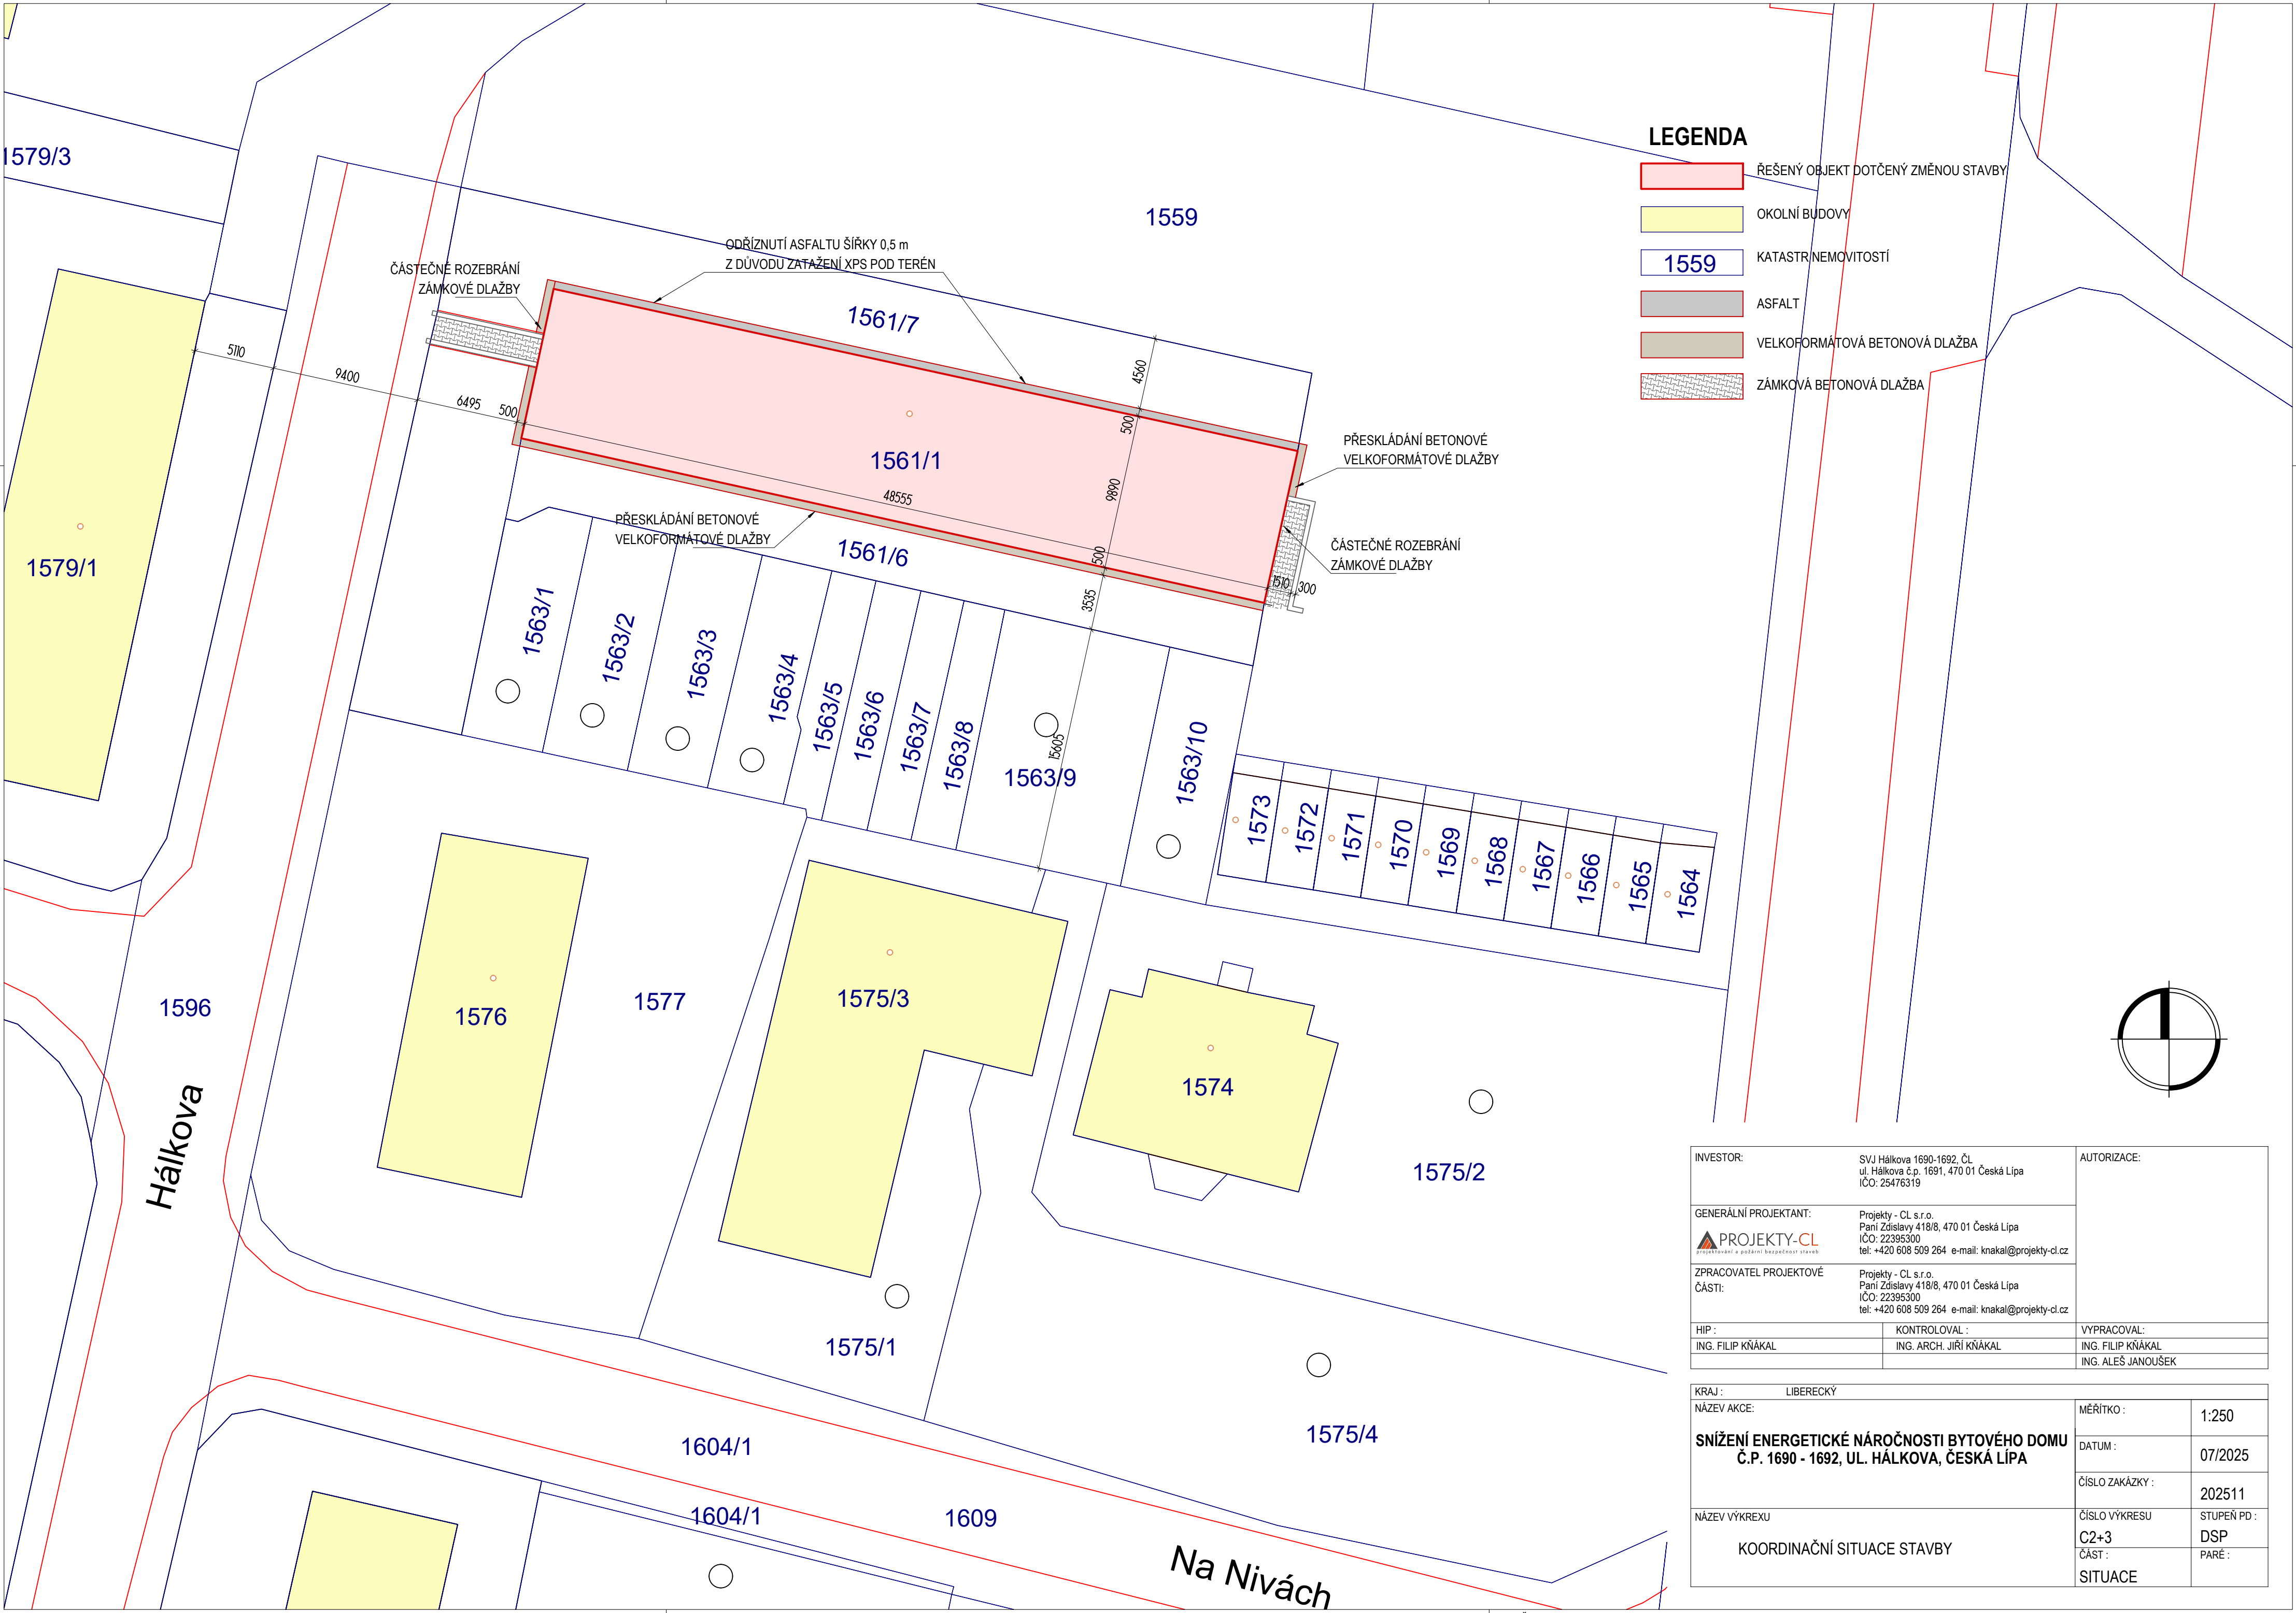 LEGENDA
ŘEŠENÝ OBJEKT DOTČENÝ ZMĚNOU STAVBY
OKOLNÍ BUDOVY
1559
KATASTR NEMOVITOSTÍ
ASFALT
VELKOFORMÁTOVÁ BETONOVÁ DLAŽBA
ZÁMKOVÁ BETONOVÁ DLAŽBA
1579/3
1559
ODŘÍZNUTÍ ASFALTU ŠÍŘKY 0,5 m
Z DŮVODU ZATAŽENÍ XPS POD TERÉN
ČÁSTEČNÉ ROZEBRÁNÍ
ZÁMKOVÉ DLAŽBY
1561/7
5110
9400
6495
500
4560
500
1561/1
48555
9890
PŘESKLÁDÁNÍ BETONOVÉ
VELKOFORMÁTOVÉ DLAŽBY
PŘESKLÁDÁNÍ BETONOVÉ
VELKOFORMÁTOVÉ DLAŽBY
1561/6
500
3535
1510
300
ČÁSTEČNÉ ROZEBRÁNÍ
ZÁMKOVÉ DLAŽBY
1579/1
1563/1
1563/2
1563/3
1563/4
1563/5
1563/6
1563/7
1563/8
15605
1563/9
1563/10
1573
1572
1571
1570
1569
1568
1567
1566
1565
1564
1596
1576
1577
1575/3
1574
1575/2
Hálkova
1575/1
1575/4
1604/1
1604/1
1609
Na Nivách
INVESTOR:
SVJ Hálkova 1690-1692, ČL
ul. Hálkova č.p. 1691, 470 01 Česká Lípa
IČO: 25476319
AUTORIZACE:
GENERÁLNÍ PROJEKTANT:
PROJEKTY-CL
projektování a požární bezpečnost staveb
Projekty - CL s.r.o.
Paní Zdislavy 418/8, 470 01 Česká Lípa
IČO: 22395300
tel: +420 608 509 264 e-mail: knakal@projekty-cl.cz
ZPRACOVATEL PROJEKTOVÉ
ČÁSTI:
Projekty - CL s.r.o.
Paní Zdislavy 418/8, 470 01 Česká Lípa
IČO: 22395300
tel: +420 608 509 264 e-mail: knakal@projekty-cl.cz
HIP :
KONTROLOVAL :
VYPRACOVAL:
ING. FILIP KŇÁKAL
ING. ARCH. JIŘÍ KŇÁKAL
ING. FILIP KŇÁKAL
ING. ALEŠ JANOUŠEK
KRAJ : LIBERECKÝ
NÁZEV AKCE:
SNÍŽENÍ ENERGETICKÉ NÁROČNOSTI BYTOVÉHO DOMU
Č.P. 1690 - 1692, UL. HÁLKOVA, ČESKÁ LÍPA
MĚŘÍTKO :
1:250
DATUM :
07/2025
ČÍSLO ZAKÁZKY :
202511
NÁZEV VÝKREXU
KOORDINAČNÍ SITUACE STAVBY
ČÍSLO VÝKRESU
C2+3
STUPEŇ PD :
DSP
ČÁST :
SITUACE
PARÉ :